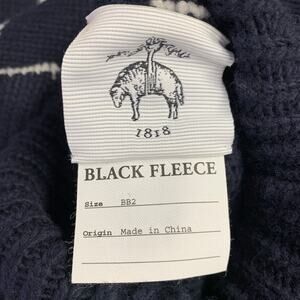 1818
BLACK FLEECE
Size BB2
Origin Made in China